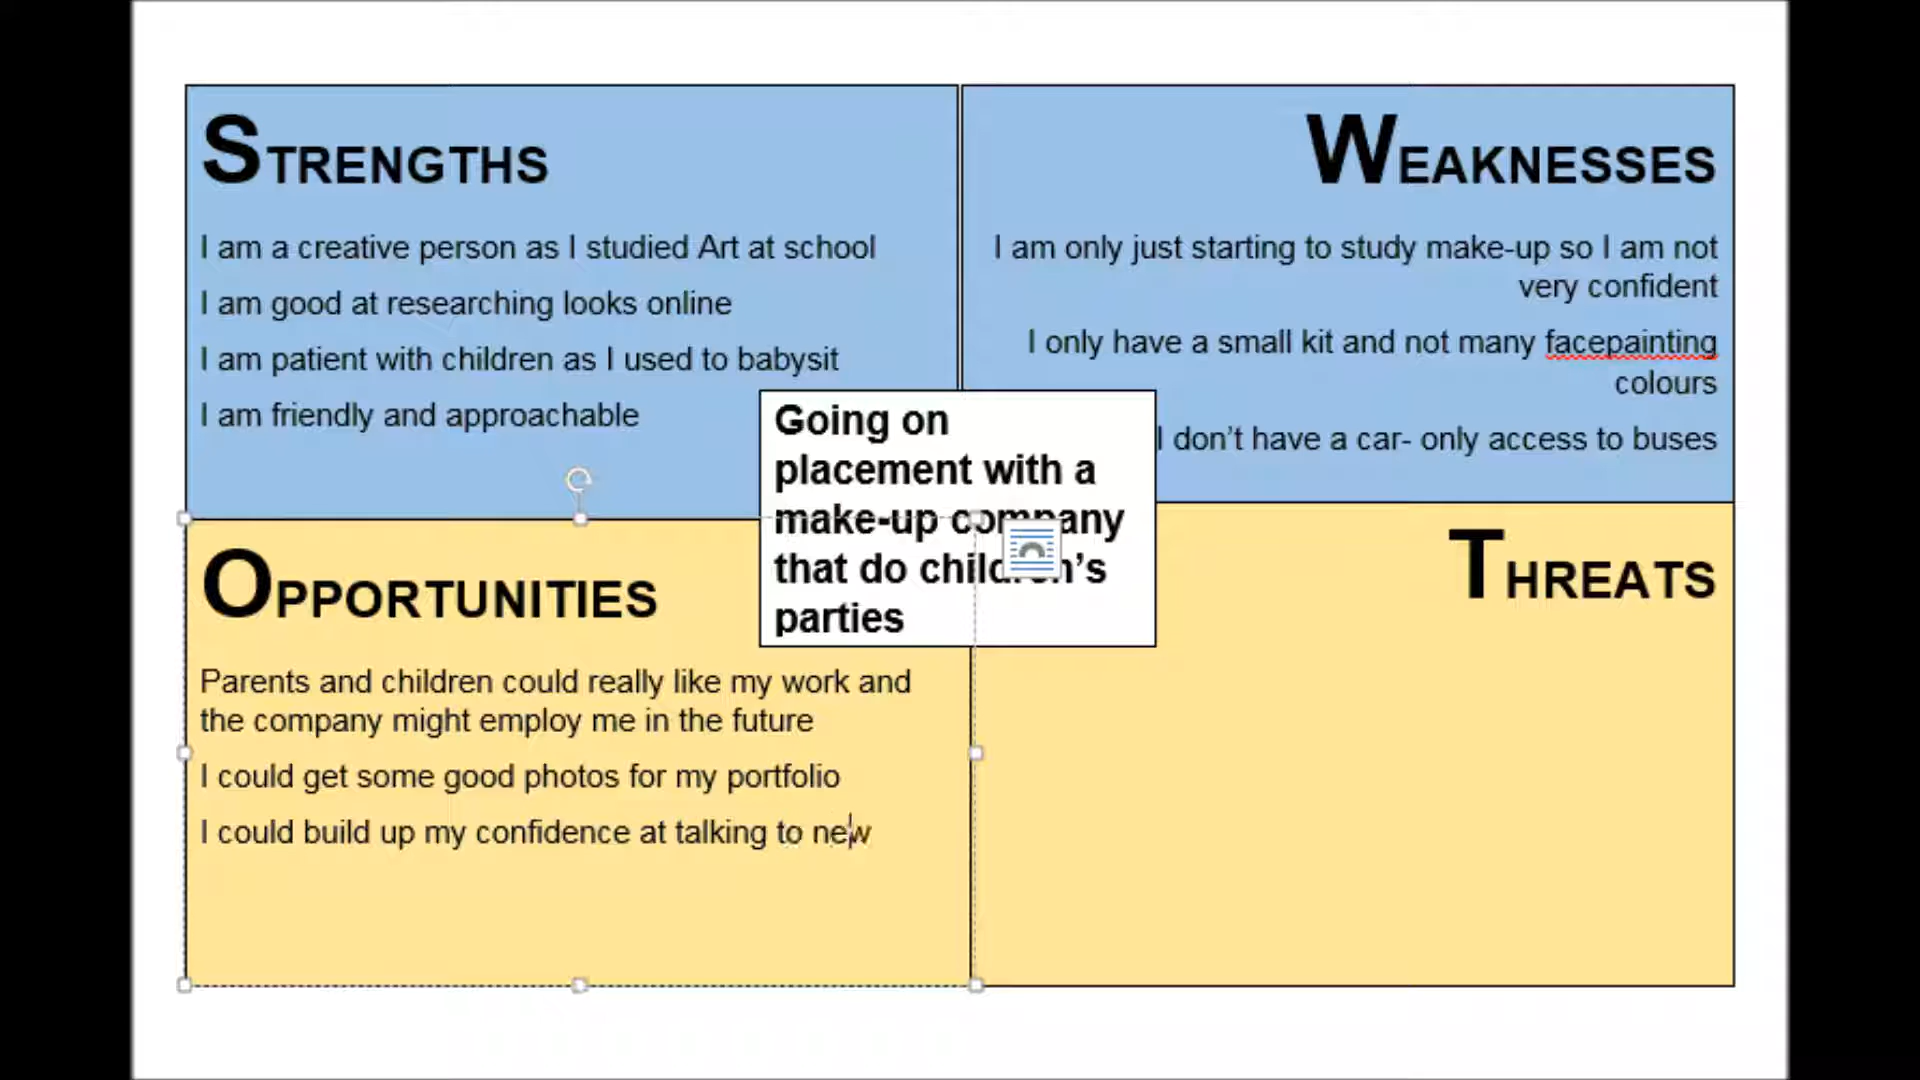 STRENGTHS
I am a creative person as I studied Art at school
I am good at researching looks online
I am patient with children as I used to babysit
I am friendly and approachable
WEAKNESSES
I am only just starting to study make-up so I am not
very confident
I only have a small kit and not many facepainting
colours
I don’t have a car- only access to buses
Going on
placement with a
make-up company
that do children’s
parties
OPPORTUNITIES
Parents and children could really like my work and
the company might employ me in the future
I could get some good photos for my portfolio
I could build up my confidence at talking to new
THREATS